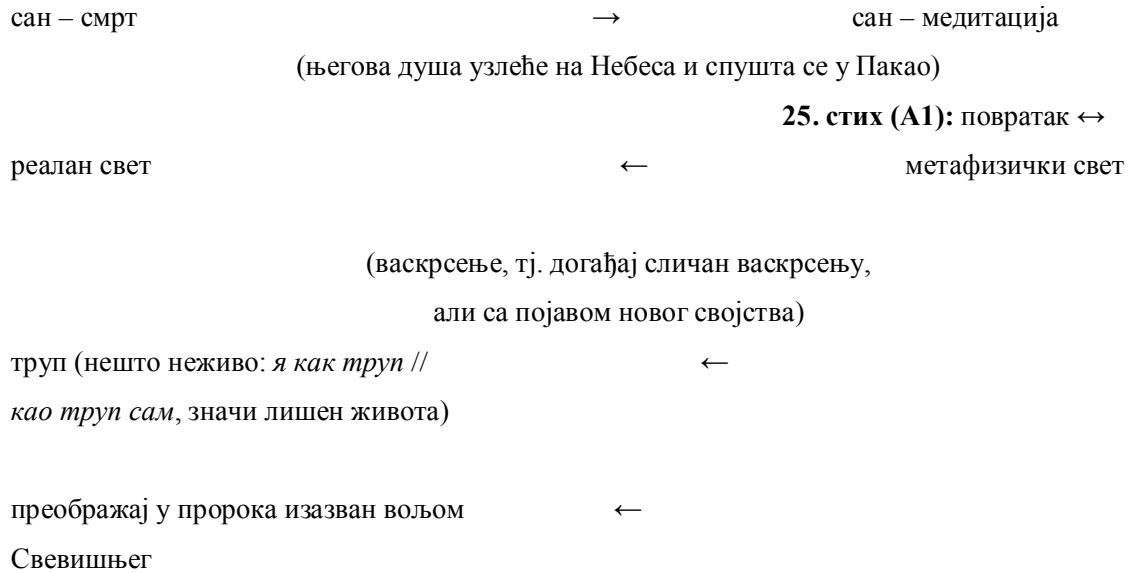 сан – смрт → сан – медитација
(његова душа узлеће на Небеса и спушта се у Пакао)
25. стих (А1): повратак ↔
реалан свет ← метафизички свет
(васкрсење, тј. догађај сличан васкрсењу,
али са појавом новог својства)
труп (нешто неживо: я как труп // ←
као труп сам, значи лишен живота)
преображај у пророка изазван вољом ←
Свевишњег